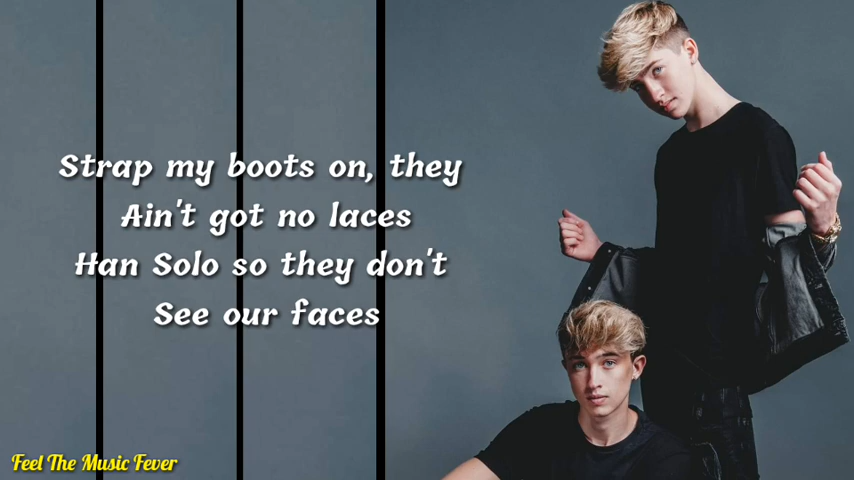 Strap my boots on, they
Ain't got no laces
Han Solo so they don't
See our faces
Feel The Music Fever